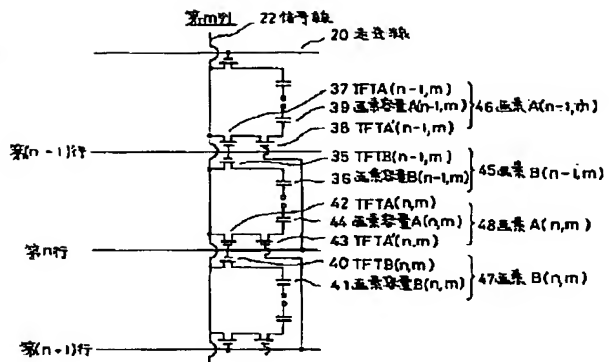 第m列
22 信号線
20 走査線
37 TFTA(n-1,m)
39 画素容量A(n-1,m)
38 TFTA'(n-1,m)
46 画素A(n-1,m)
第(n-1)行
35 TFTB(n-1,m)
36 画素容量B(n-1,m)
45 画素B(n-1,m)
42 TFTA(n,m)
44 画素容量A(n,m)
43 TFTA'(n,m)
48 画素A(n,m)
第n行
40 TFTB(n,m)
41 画素容量B(n,m)
47 画素B(n,m)
第(n+1)行